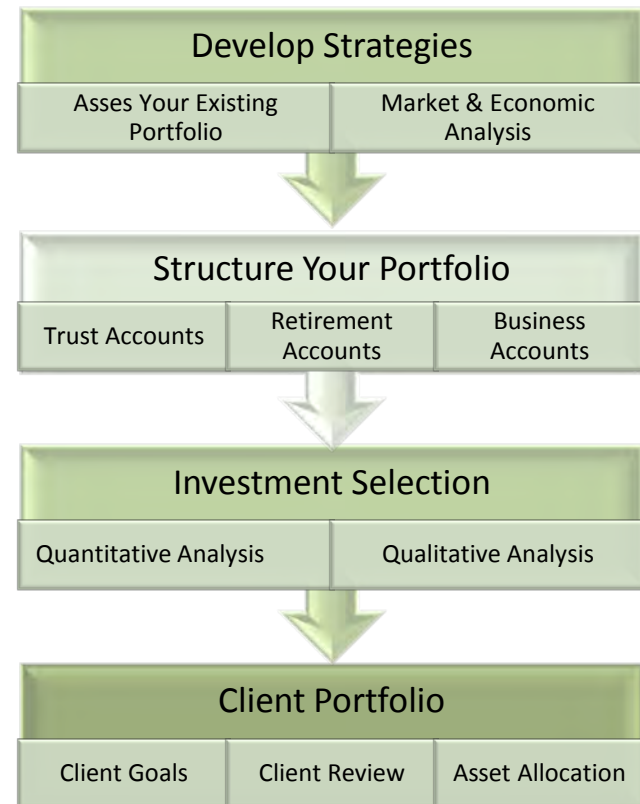 Develop Strategies
Asses Your Existing
Portfolio
Market & Economic
Analysis
Structure Your Portfolio
Trust Accounts
Retirement
Accounts
Business
Accounts
Investment Selection
Quantitative Analysis
Qualitative Analysis
Client Portfolio
Client Goals
Client Review
Asset Allocation